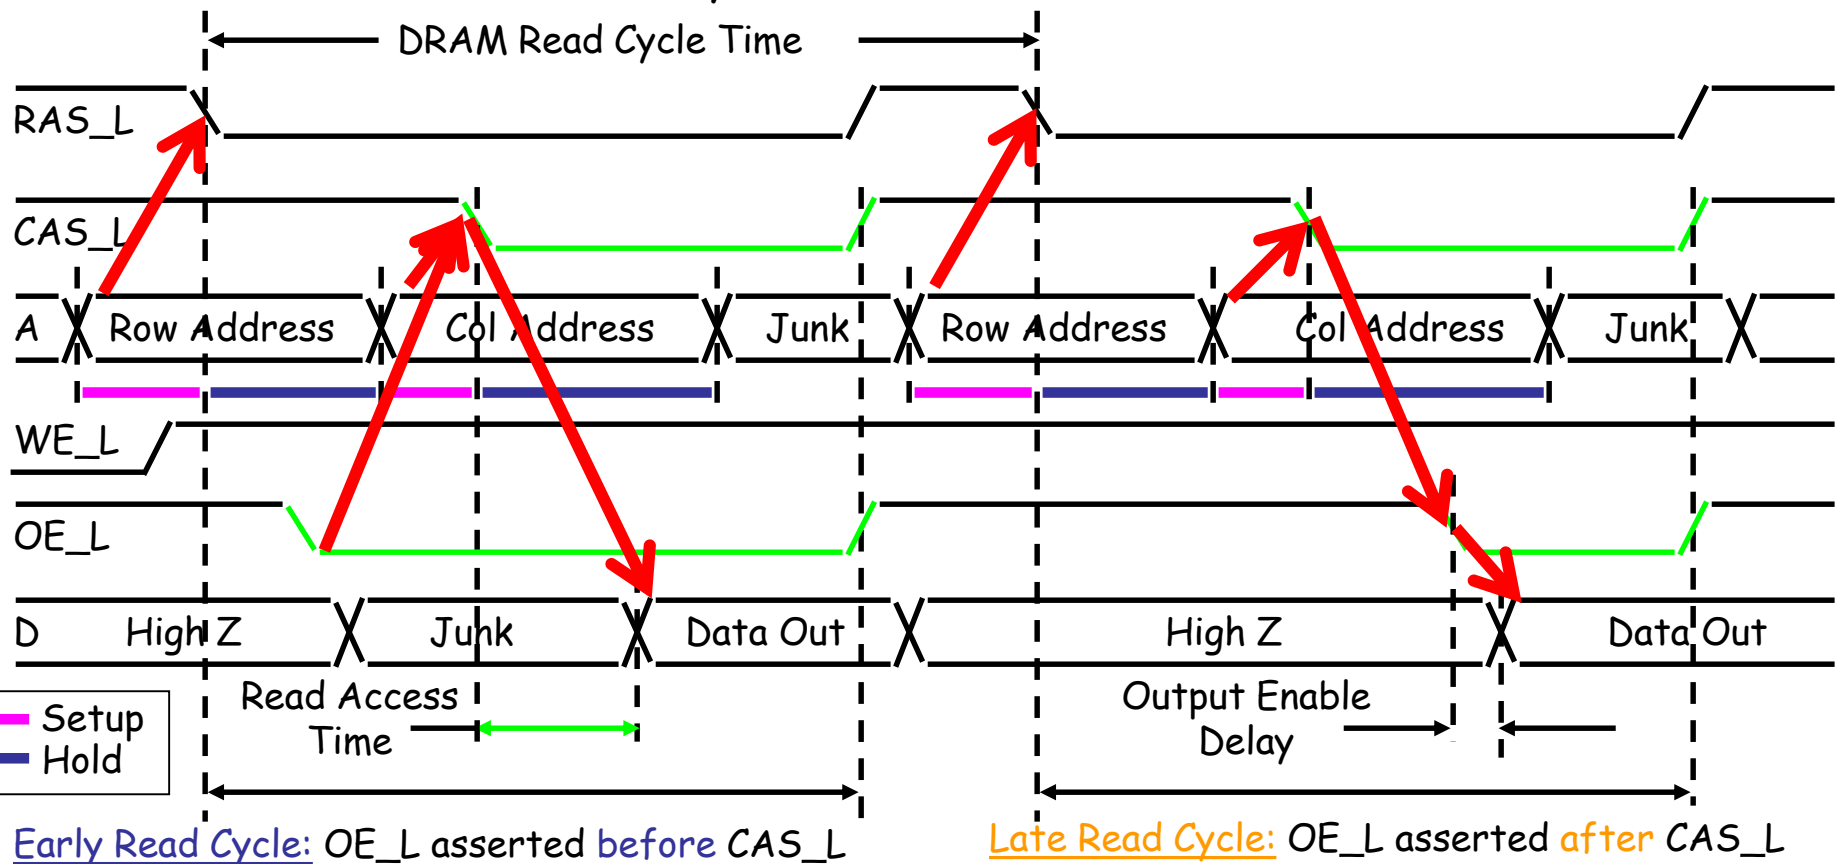 DRAM Read Cycle Time
RAS_L
CAS_L
A Row Address Col Address Junk Row Address Col Address Junk
WE_L
OE_L
D High Z Junk Data Out High Z Data Out
Read Access
Time
Output Enable
Delay
Setup
Hold
Early Read Cycle: OE_L asserted before CAS_L
Late Read Cycle: OE_L asserted after CAS_L